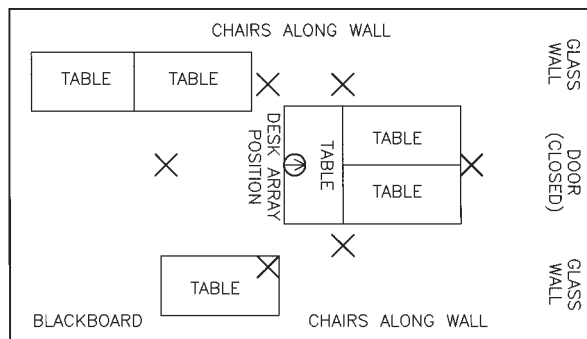 CHAIRS ALONG WALL
GLASS
WALL
TABLE
TABLE
DESK ARRAY
POSITION
TABLE
TABLE
TABLE
DOOR
(CLOSED)
TABLE
GLASS
WALL
BLACKBOARD
CHAIRS ALONG WALL